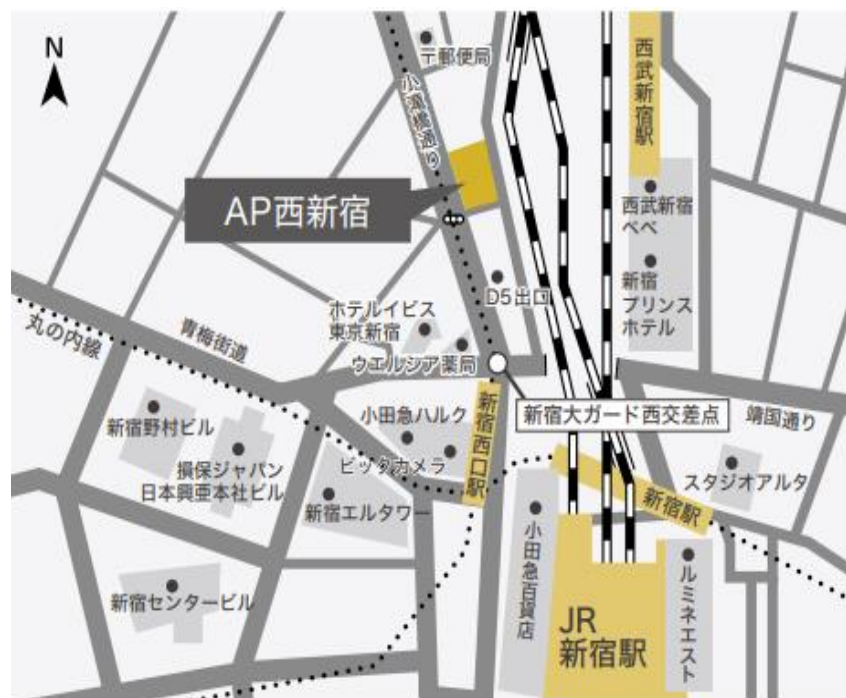 N
〒郵便局
小滝橋通り
西武新宿駅
AP西新宿
西武新宿
ペペ
新宿
プリンス
ホテル
D5出口
ホテルイビス
東京新宿
ウエルシア薬局
丸の内線
青梅街道
新宿大ガード西交差点
靖国通り
新宿野村ビル
小田急ハルク
ビックカメラ
新宿西口駅
損保ジャパン
日本興亜本社ビル
新宿エルタワー
スタジオアルタ
新宿駅
小田急百貨店
ルミネエスト
新宿センタービル
JR
新宿駅